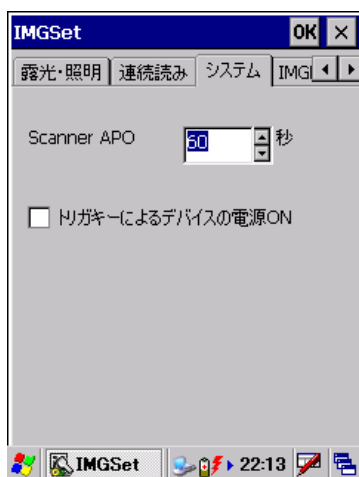 IMGSet OK ×
露光・照明 連続読み システム IMG
Scanner APO 60 秒
トリガキーによるデバイスの電源ON
IMGSet 22:13